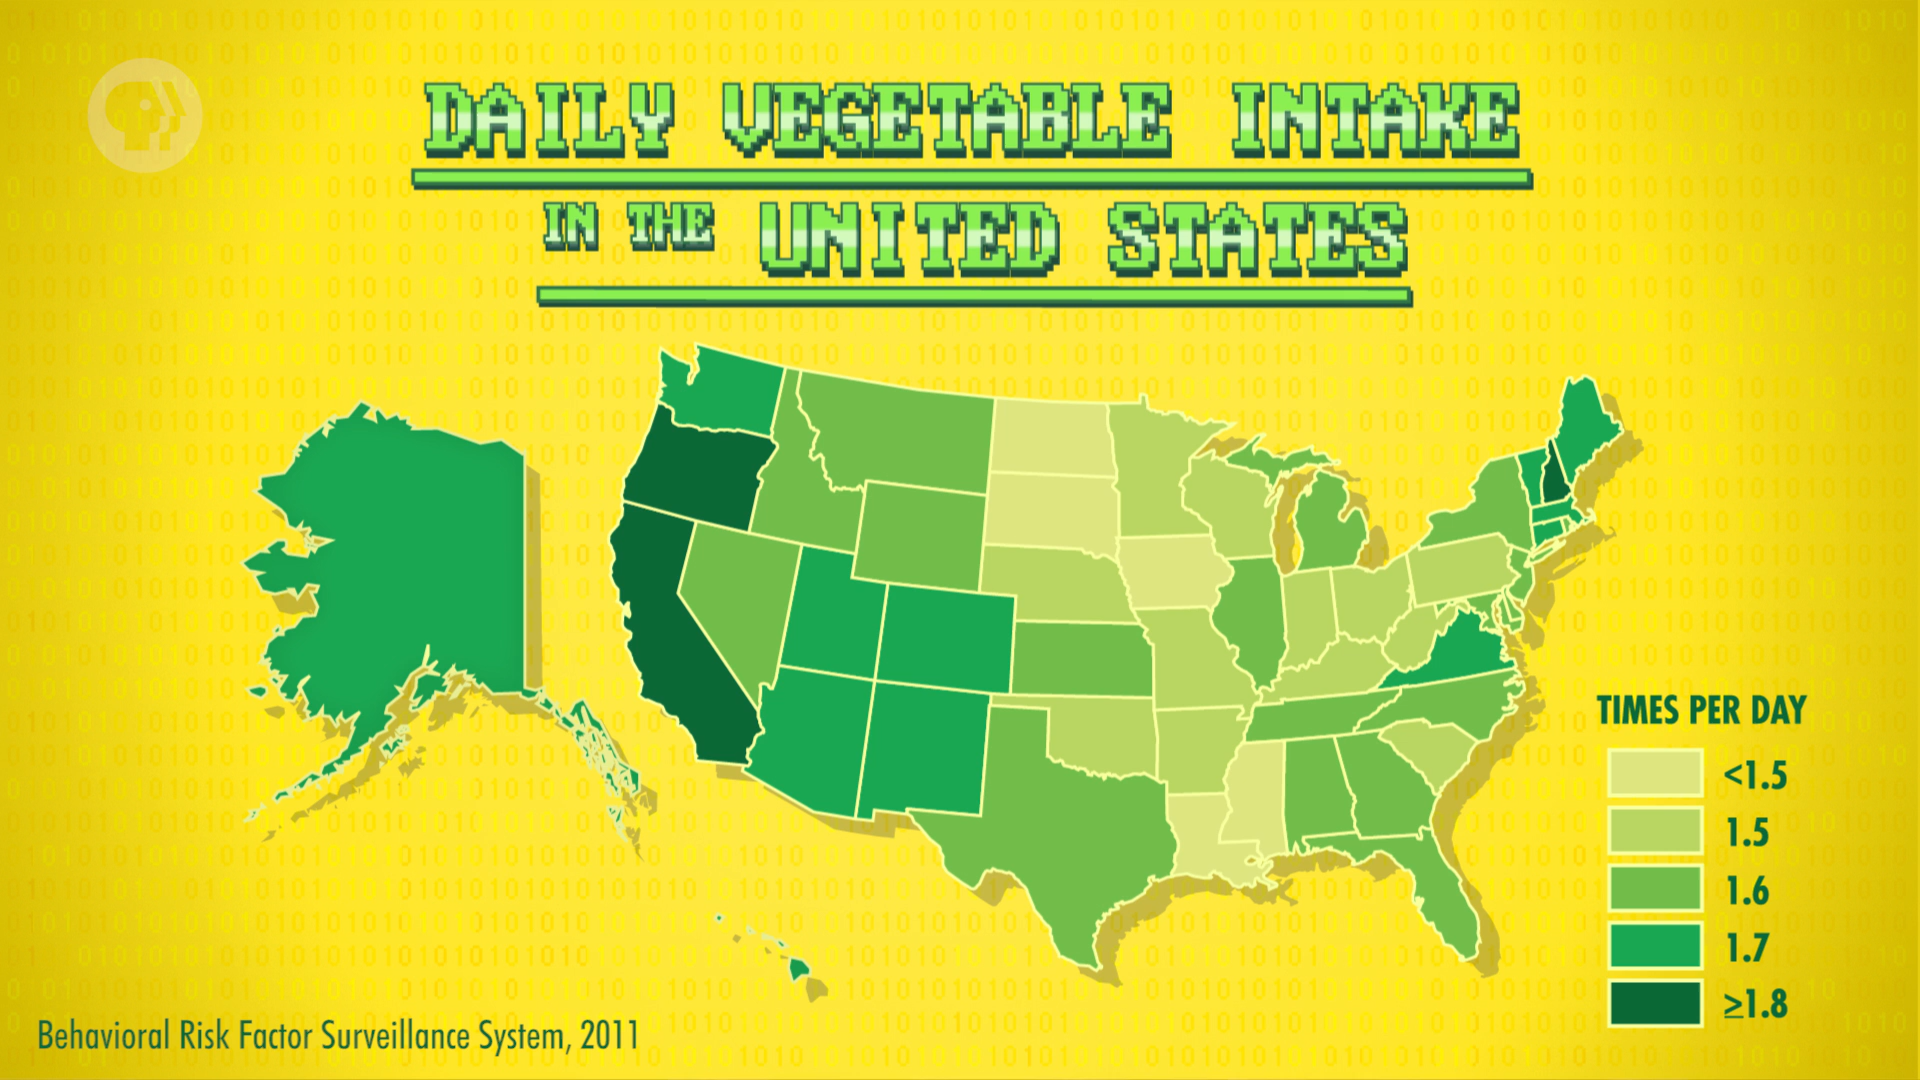 DAILY VEGETABLE INTAKE
IN THE UNITED STATES
TIMES PER DAY
<1.5
1.5
1.6
1.7
≥1.8
Behavioral Risk Factor Surveillance System, 2011